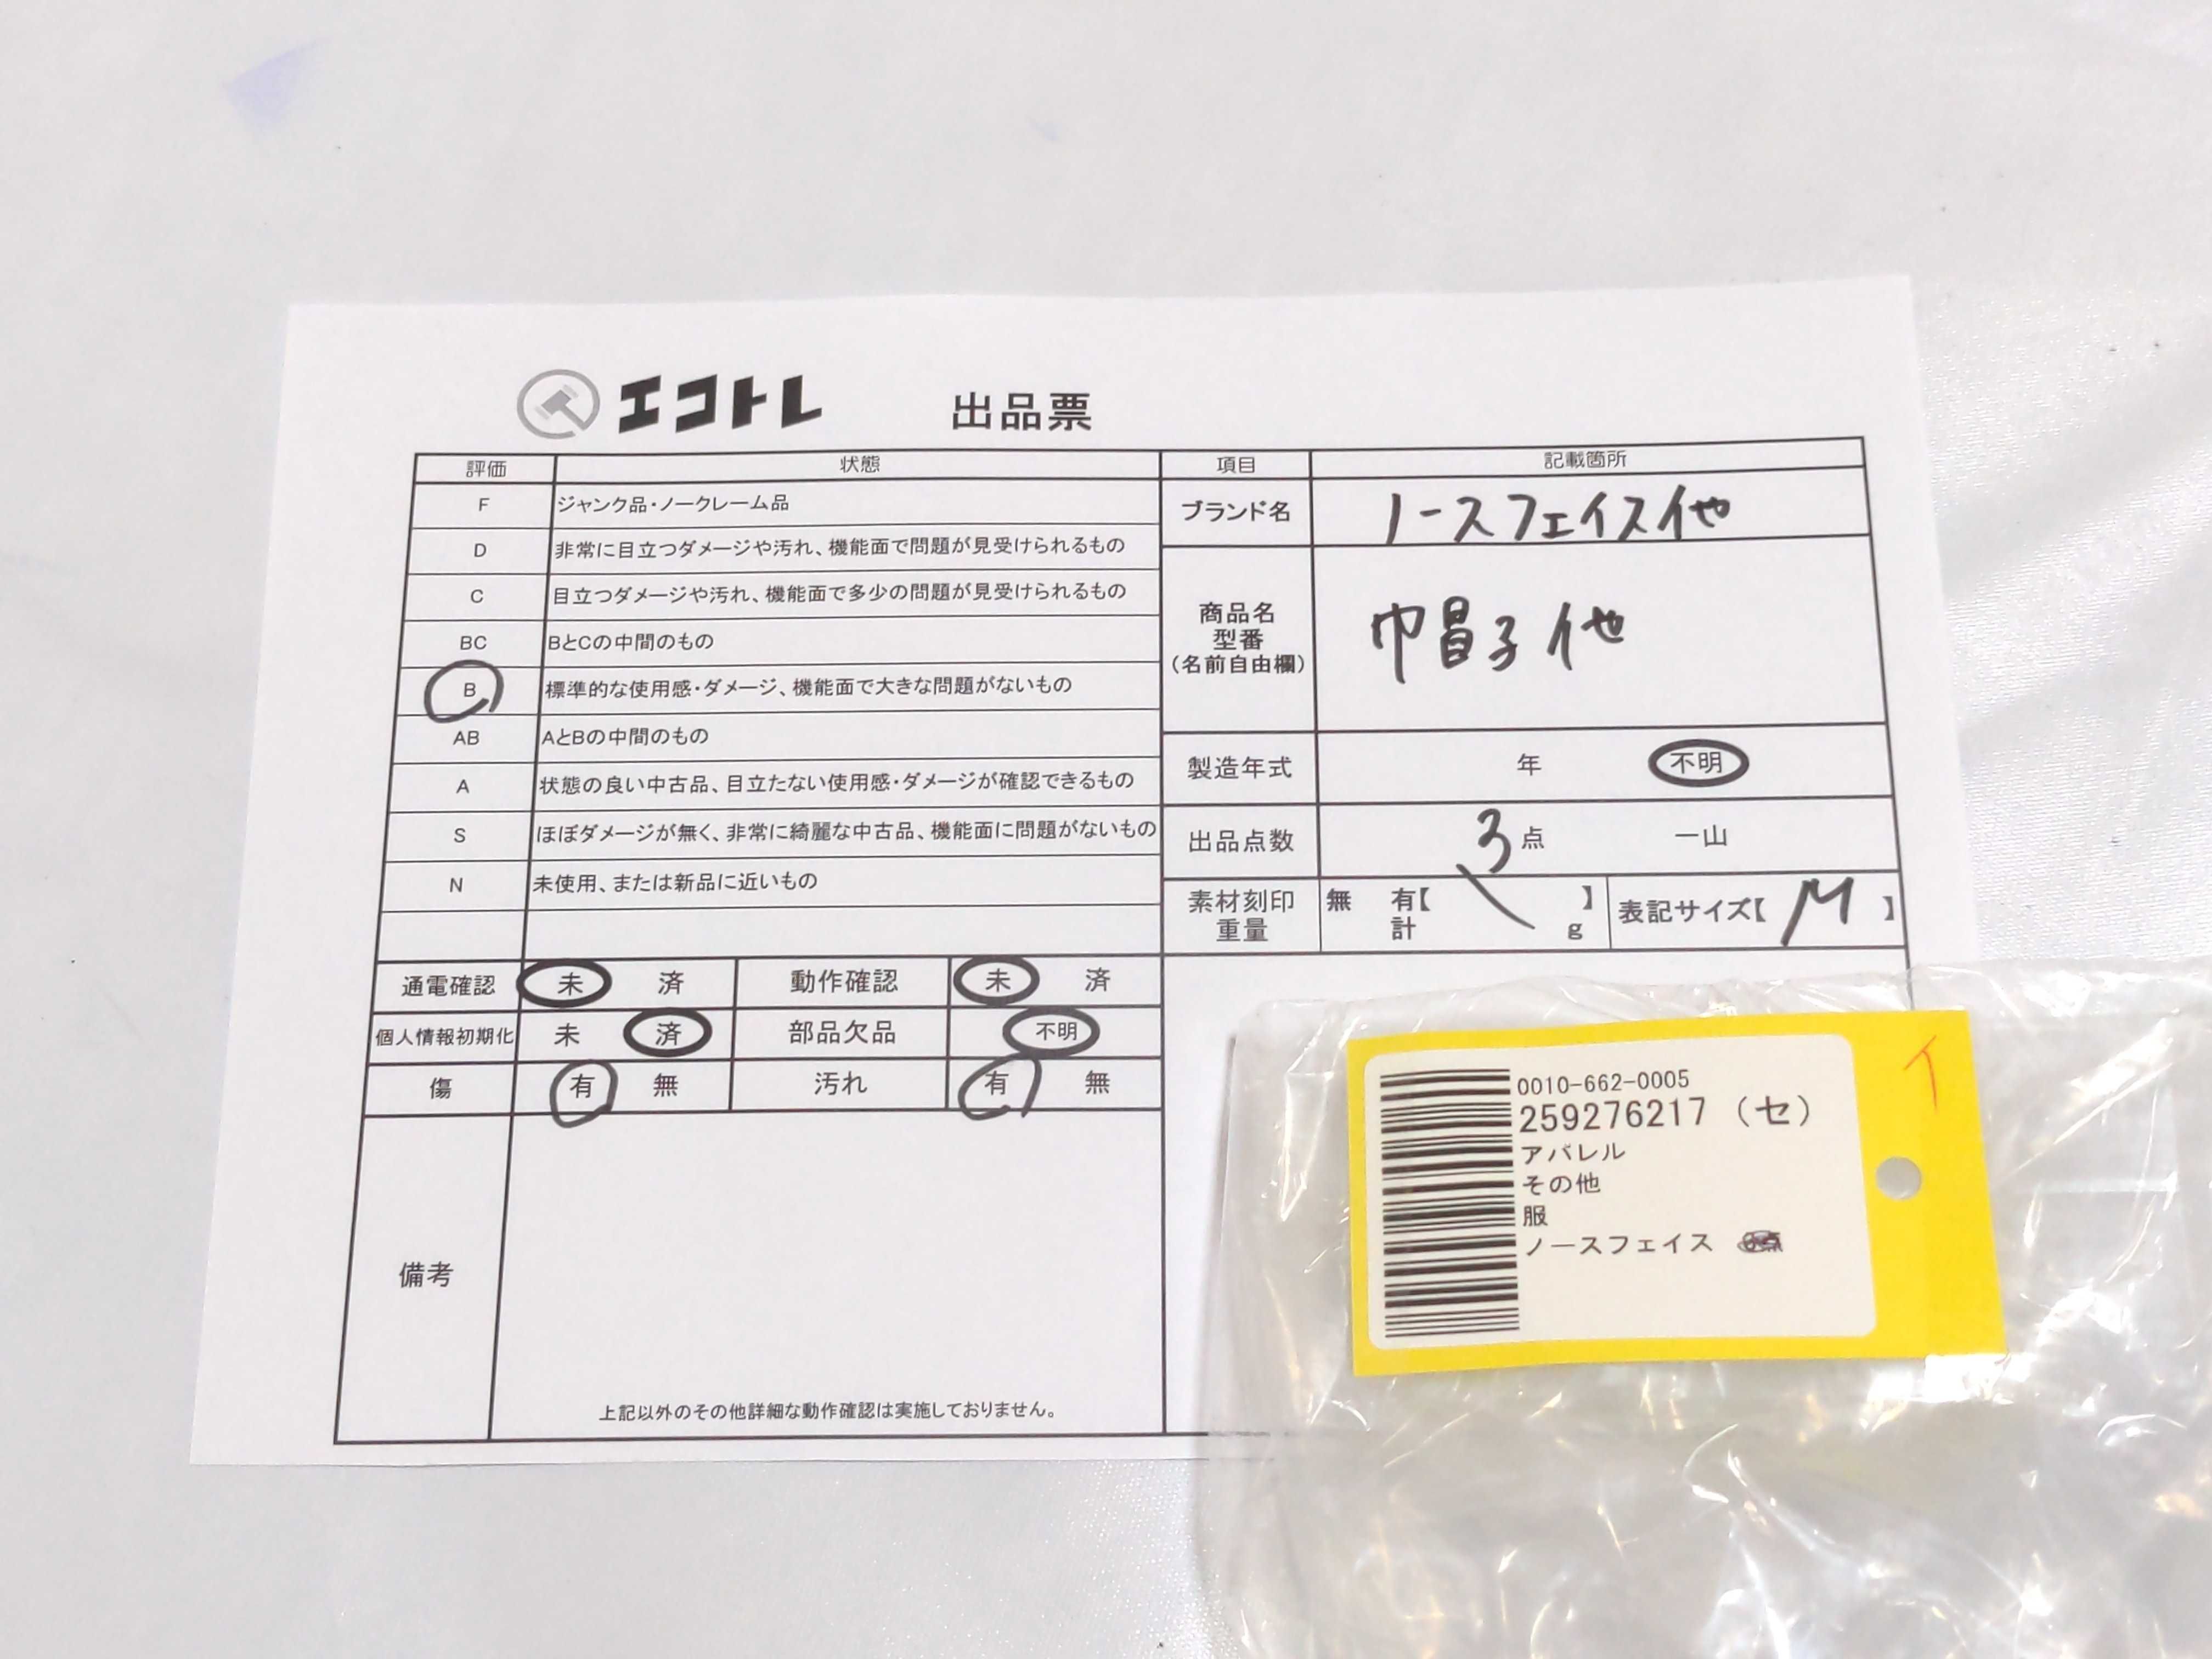 エコトレ 出品票
評価 状態 項目 記載箇所
F ジャンク品・ノークレーム品
ブランド名 ノースフェイス他
D 非常に目立つダメージや汚れ、機能面で問題が見受けられるもの
C 目立つダメージや汚れ、機能面で多少の問題が見受けられるもの
商品名
型番
(名前自由欄)
帽子他
BC BとCの中間のもの
B 標準的な使用感・ダメージ、機能面で大きな問題がないもの
AB AとBの中間のもの
製造年式 年 不明
A 状態の良い中古品、目立たない使用感・ダメージが確認できるもの
S ほぼダメージが無く、非常に綺麗な中古品、機能面に問題がないもの
出品点数 3点 一山
N 未使用、または新品に近いもの
素材刻印 無 有【 】
重量 計 g
表記サイズ【 M 】
通電確認 未 済 動作確認 未 済
個人情報初期化 未 済 部品欠品 不明
傷 有 無 汚れ 有 無
備考
上記以外のその他詳細な動作確認は実施しておりません。
イ
0010-662-0005
259276217 (セ)
アパレル
その他
服
ノースフェイス